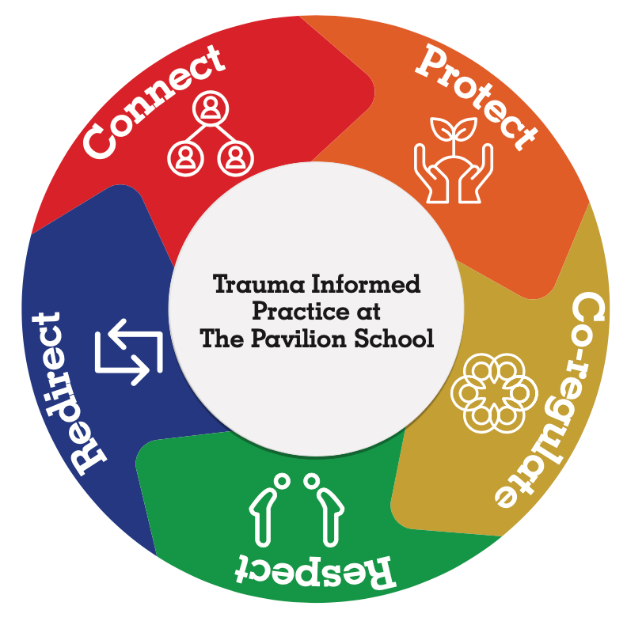 Connect
Protect
Co-regulate
Respect
Redirect
Trauma Informed
Practice at
The Pavilion School